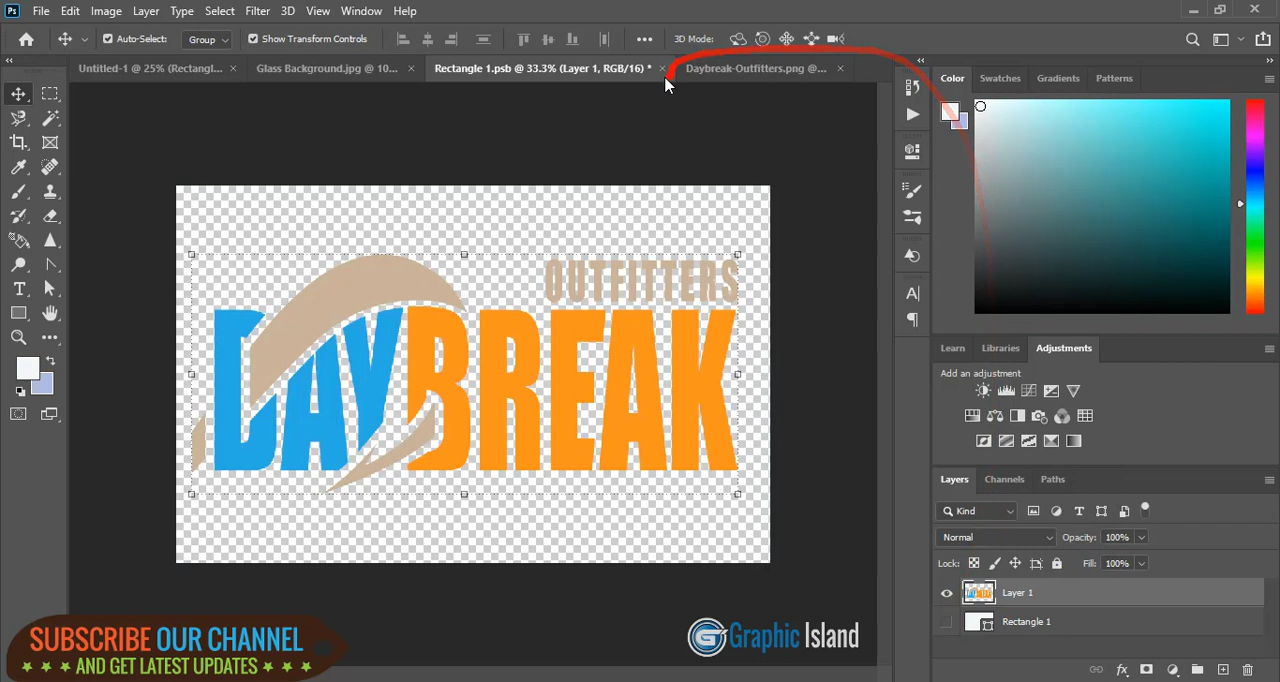 Ps File Edit Image Layer Type Select Filter 3D View Window Help
Auto-Select: Group Show Transform Controls 3D Mode:
Untitled-1 @ 25% (Rectangl... × Glass Background.jpg @ 10... × Rectangle 1.psb @ 33.3% (Layer 1, RGB/16) * × Daybreak-Outfitters.png @... ×
Color Swatches Gradients Patterns
OUTFITTERS
DAYBREAK
Learn Libraries Adjustments
Add an adjustment
Layers Channels Paths
Kind
Normal Opacity: 100%
Lock: Fill: 100%
Layer 1
Rectangle 1
SUBSCRIBE OUR CHANNEL
AND GET LATEST UPDATES
Graphic Island